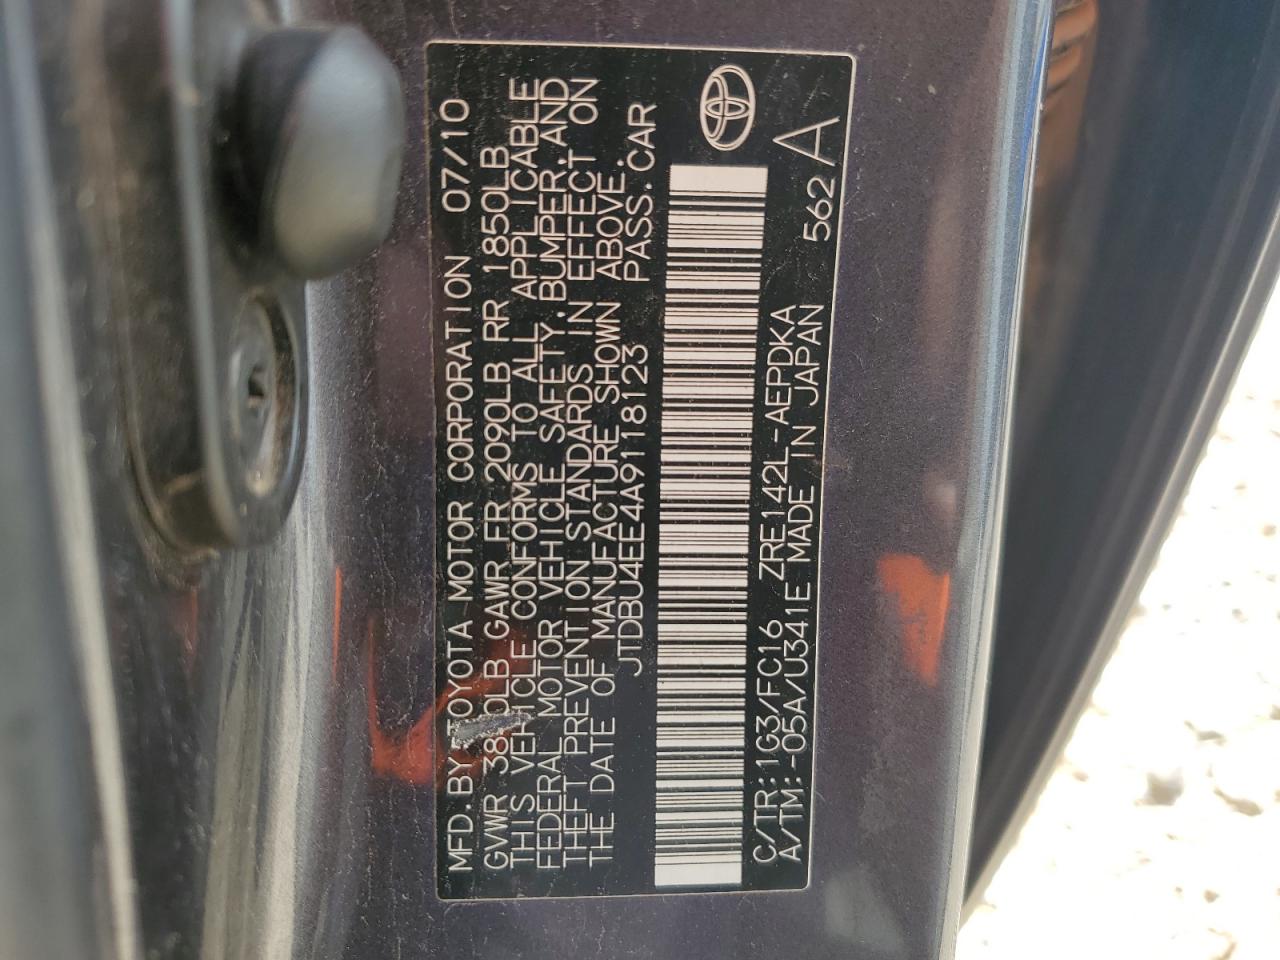 MFD.BY TOYOTA MOTOR CORPORATION 07/10
GVWR LB GAWR FR 2090LB RR 1850LB
THIS VEHICLE CONFORMS TO ALL APPLICABLE
FEDERAL MOTOR VEHICLE SAFETY, BUMPER, AND
THEFT PREVENTION STANDARDS IN EFFECT ON
THE DATE OF MANUFACTURE SHOWN ABOVE.
JTDBU4EE4A9118123 PASS.CAR
C/TR:1G3/FC16 ZRE142L-AEPDKA
A/TM:-05A/U341E MADE IN JAPAN 562 A